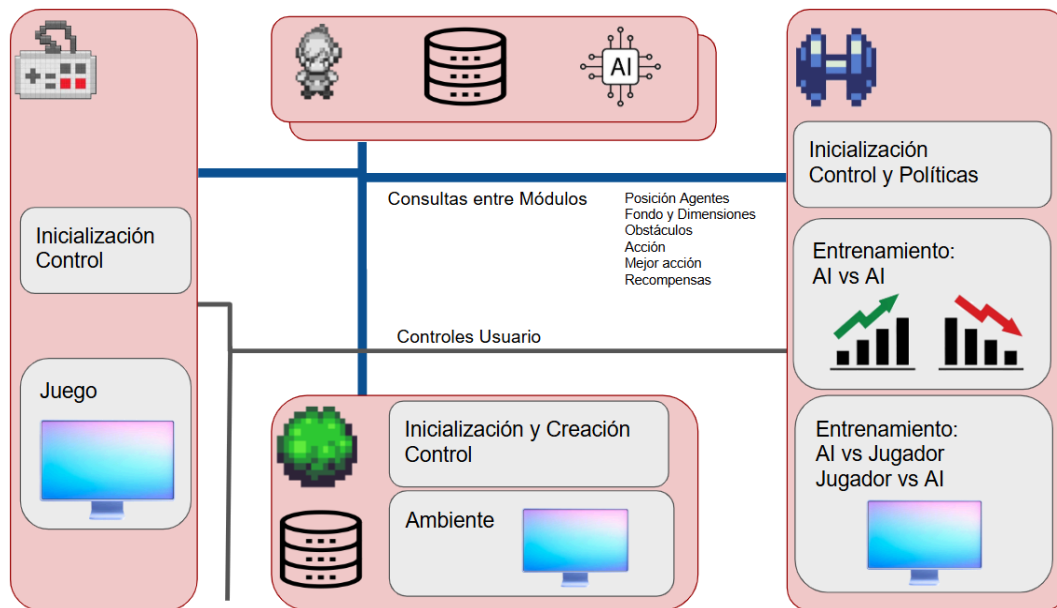 AI
Inicialización
Control
Juego
Consultas entre Módulos
Posición Agentes
Fondo y Dimensiones
Obstáculos
Acción
Mejor acción
Recompensas
Controles Usuario
Inicialización y Creación
Control
Ambiente
Inicialización
Control y Políticas
Entrenamiento:
AI vs AI
Entrenamiento:
AI vs Jugador
Jugador vs AI